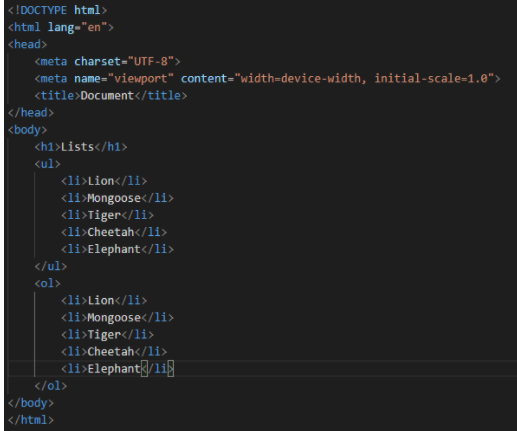 <!DOCTYPE html>
<html lang="en">
<head>
    <meta charset="UTF-8">
    <meta name="viewport" content="width=device-width, initial-scale=1.0">
    <title>Document</title>
</head>
<body>
    <h1>Lists</h1>
    <ul>
        <li>Lion</li>
        <li>Mongoose</li>
        <li>Tiger</li>
        <li>Cheetah</li>
        <li>Elephant</li>
    </ul>
    <ol>
        <li>Lion</li>
        <li>Mongoose</li>
        <li>Tiger</li>
        <li>Cheetah</li>
        <li>Elephant</li>
    </ol>
</body>
</html>